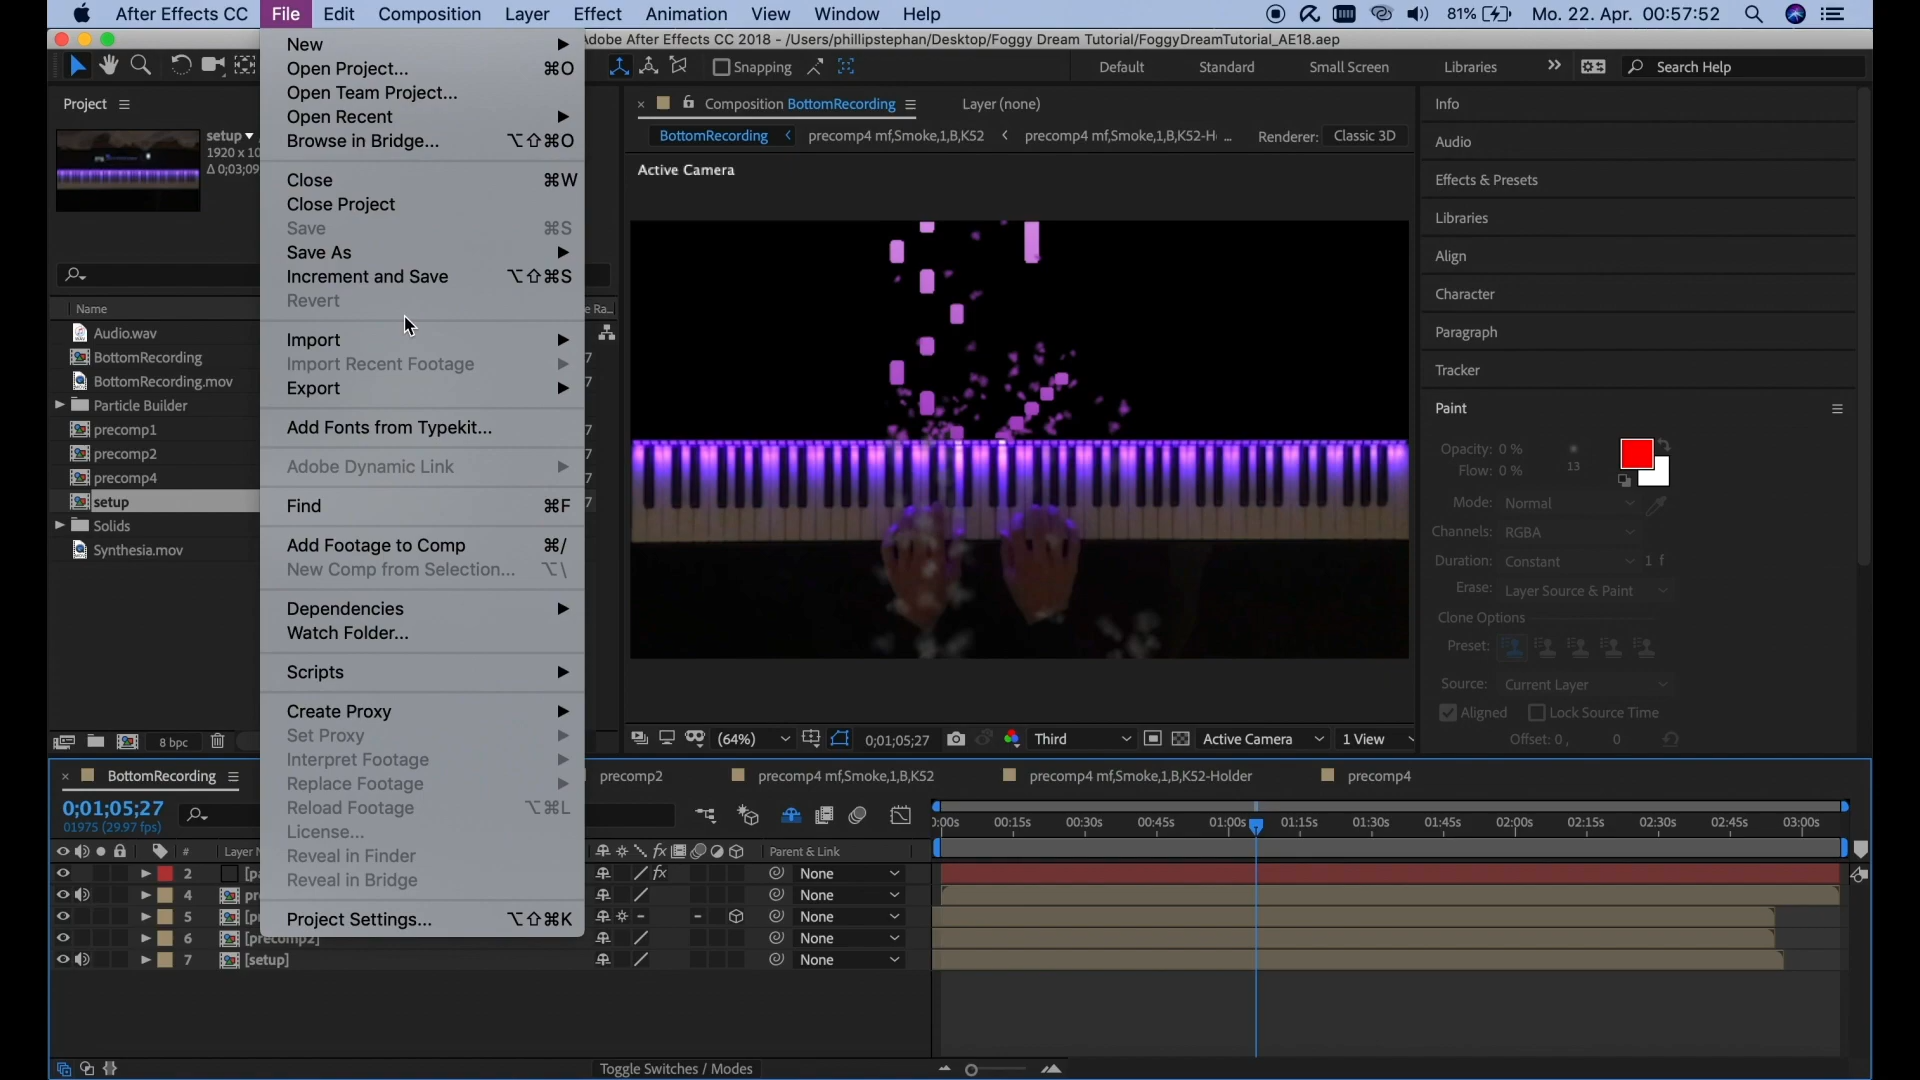 After Effects CC File Edit Composition Layer Effect Animation View Window Help 81% Mo. 22. Apr. 00:57:52
Adobe After Effects CC 2018 - /Users/phillipstephan/Desktop/Foggy Dream Tutorial/FoggyDreamTutorial_AE18.aep
Snapping Default Standard Small Screen Libraries Search Help
New
Open Project... ⌘O
Open Team Project...
Open Recent
Browse in Bridge... ⌥⇧⌘O
Close ⌘W
Close Project
Save ⌘S
Save As
Increment and Save ⌥⇧⌘S
Revert
Import
Import Recent Footage
Export
Add Fonts from Typekit...
Adobe Dynamic Link
Find ⌘F
Add Footage to Comp ⌘/
New Comp from Selection... ⌥\
Dependencies
Watch Folder...
Scripts
Create Proxy
Set Proxy
Interpret Footage
Replace Footage
Reload Footage ⌥⌘L
License...
Reveal in Finder
Reveal in Bridge
Project Settings... ⌥⇧⌘K
Project
setup
1920 x 10
Δ 0;03;09
Name
Audio.wav
BottomRecording
BottomRecording.mov
Particle Builder
precomp1
precomp2
precomp4
setup
Solids
Synthesia.mov
8 bpc
Composition BottomRecording Layer (none)
BottomRecording precomp4 mf,Smoke,1,B,K52 precomp4 mf,Smoke,1,B,K52-H ... Renderer: Classic 3D
Active Camera
(64%) 0;01;05;27 Third Active Camera 1 View
Info
Audio
Effects & Presets
Libraries
Align
Character
Paragraph
Tracker
Paint
Opacity: 0 %
Flow: 0 % 13
Mode: Normal
Channels: RGBA
Duration: Constant 1 f
Erase: Layer Source & Paint
Clone Options
Preset:
Source: Current Layer
Aligned Lock Source Time
Offset: 0 , 0
BottomRecording precomp2 precomp4 mf,Smoke,1,B,K52 precomp4 mf,Smoke,1,B,K52-Holder precomp4
0;01;05;27
01975 (29.97 fps)
00s 00:15s 00:30s 00:45s 01:00s 01:15s 01:30s 01:45s 02:00s 02:15s 02:30s 02:45s 03:00s
# fx Parent & Link
2 fx None
4 None
5 None
6 [precomp2] None
7 [setup] None
Toggle Switches / Modes